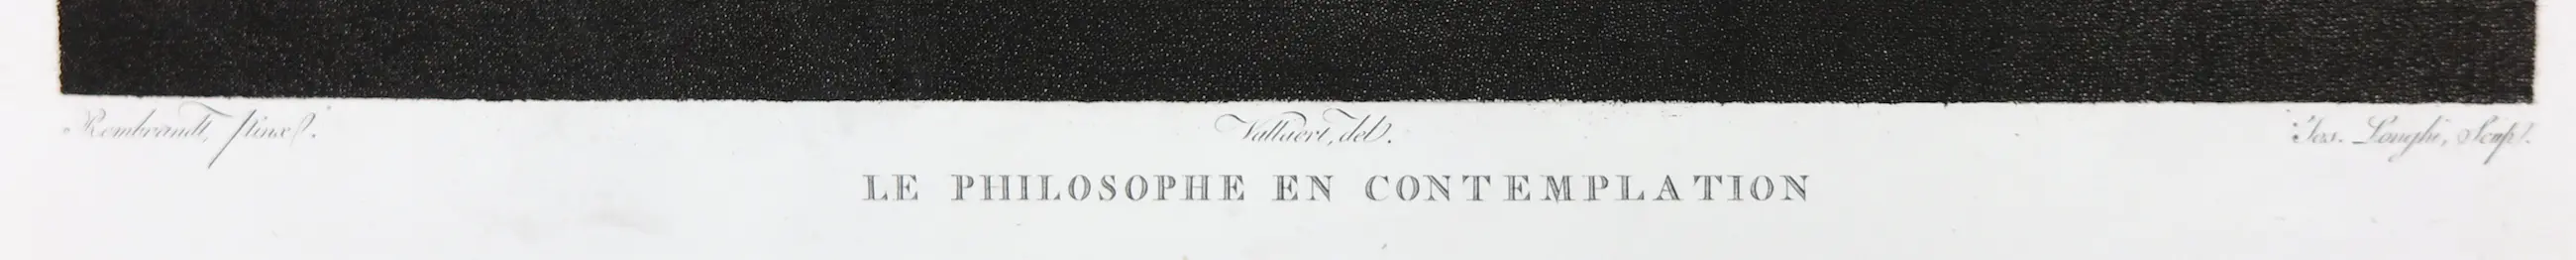 Rembrandt, pinx!. Vallaert, del. Jos. Longhi, Sculp!.
LE PHILOSOPHE EN CONTEMPLATION